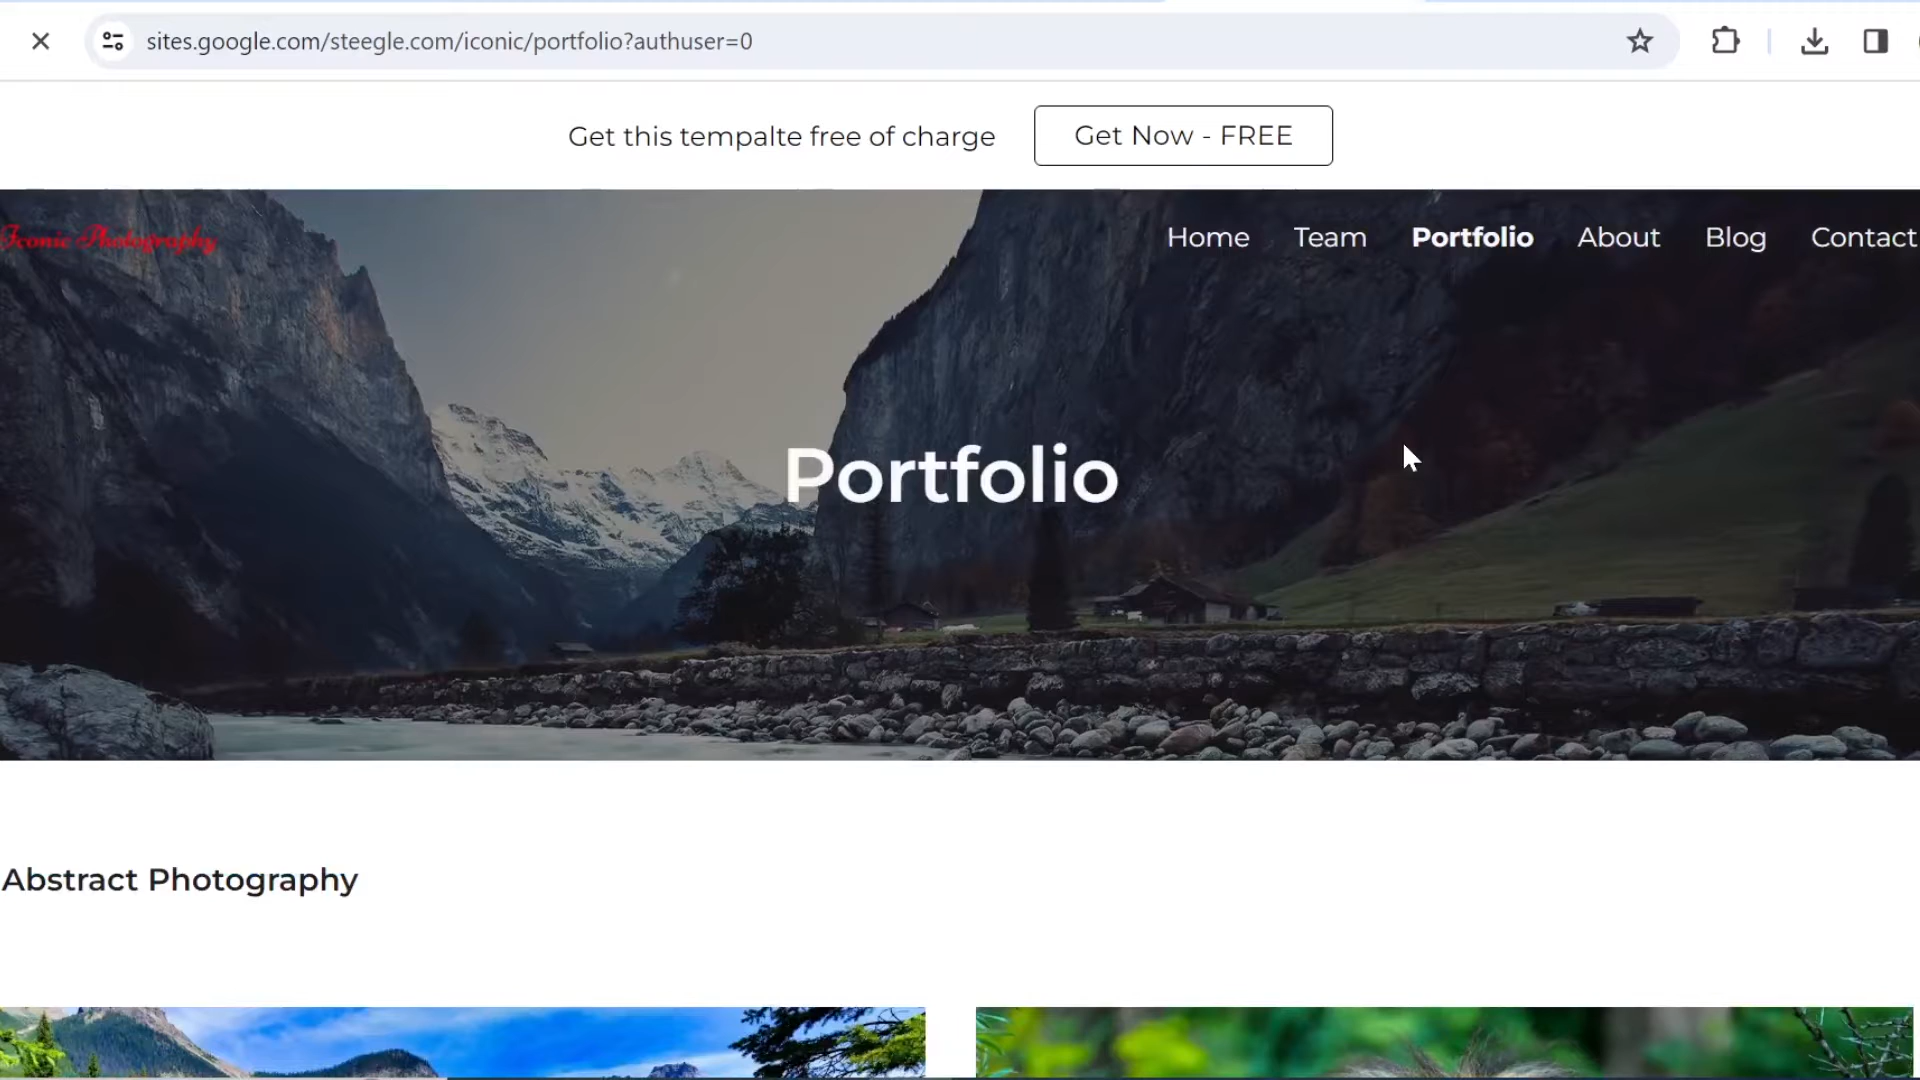 sites.google.com/steegle.com/iconic/portfolio?authuser=0
Get this tempalte free of charge
Get Now - FREE
Iconic Photography
Home Team Portfolio About Blog Contact
Portfolio
Abstract Photography